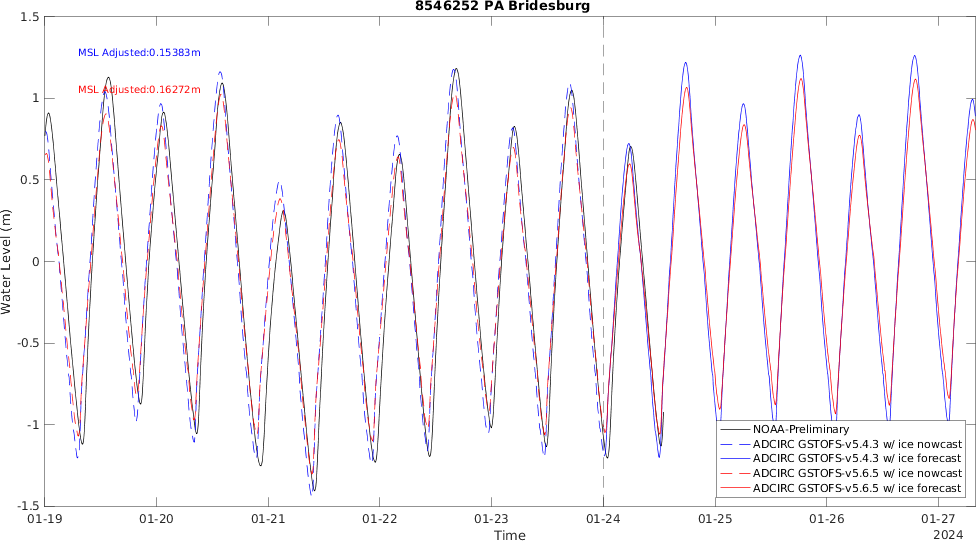 8546252 PA Bridesburg
1.5
MSL Adjusted:0.15383m
MSL Adjusted:0.16272m
1
0.5
0
-0.5
-1
-1.5
Water Level (m)
NOAA-Preliminary
ADCIRC GSTOFS-v5.4.3 w/ ice nowcast
ADCIRC GSTOFS-v5.4.3 w/ ice forecast
ADCIRC GSTOFS-v5.6.5 w/ ice nowcast
ADCIRC GSTOFS-v5.6.5 w/ ice forecast
01-19 01-20 01-21 01-22 01-23 01-24 01-25 01-26 01-27
Time
2024